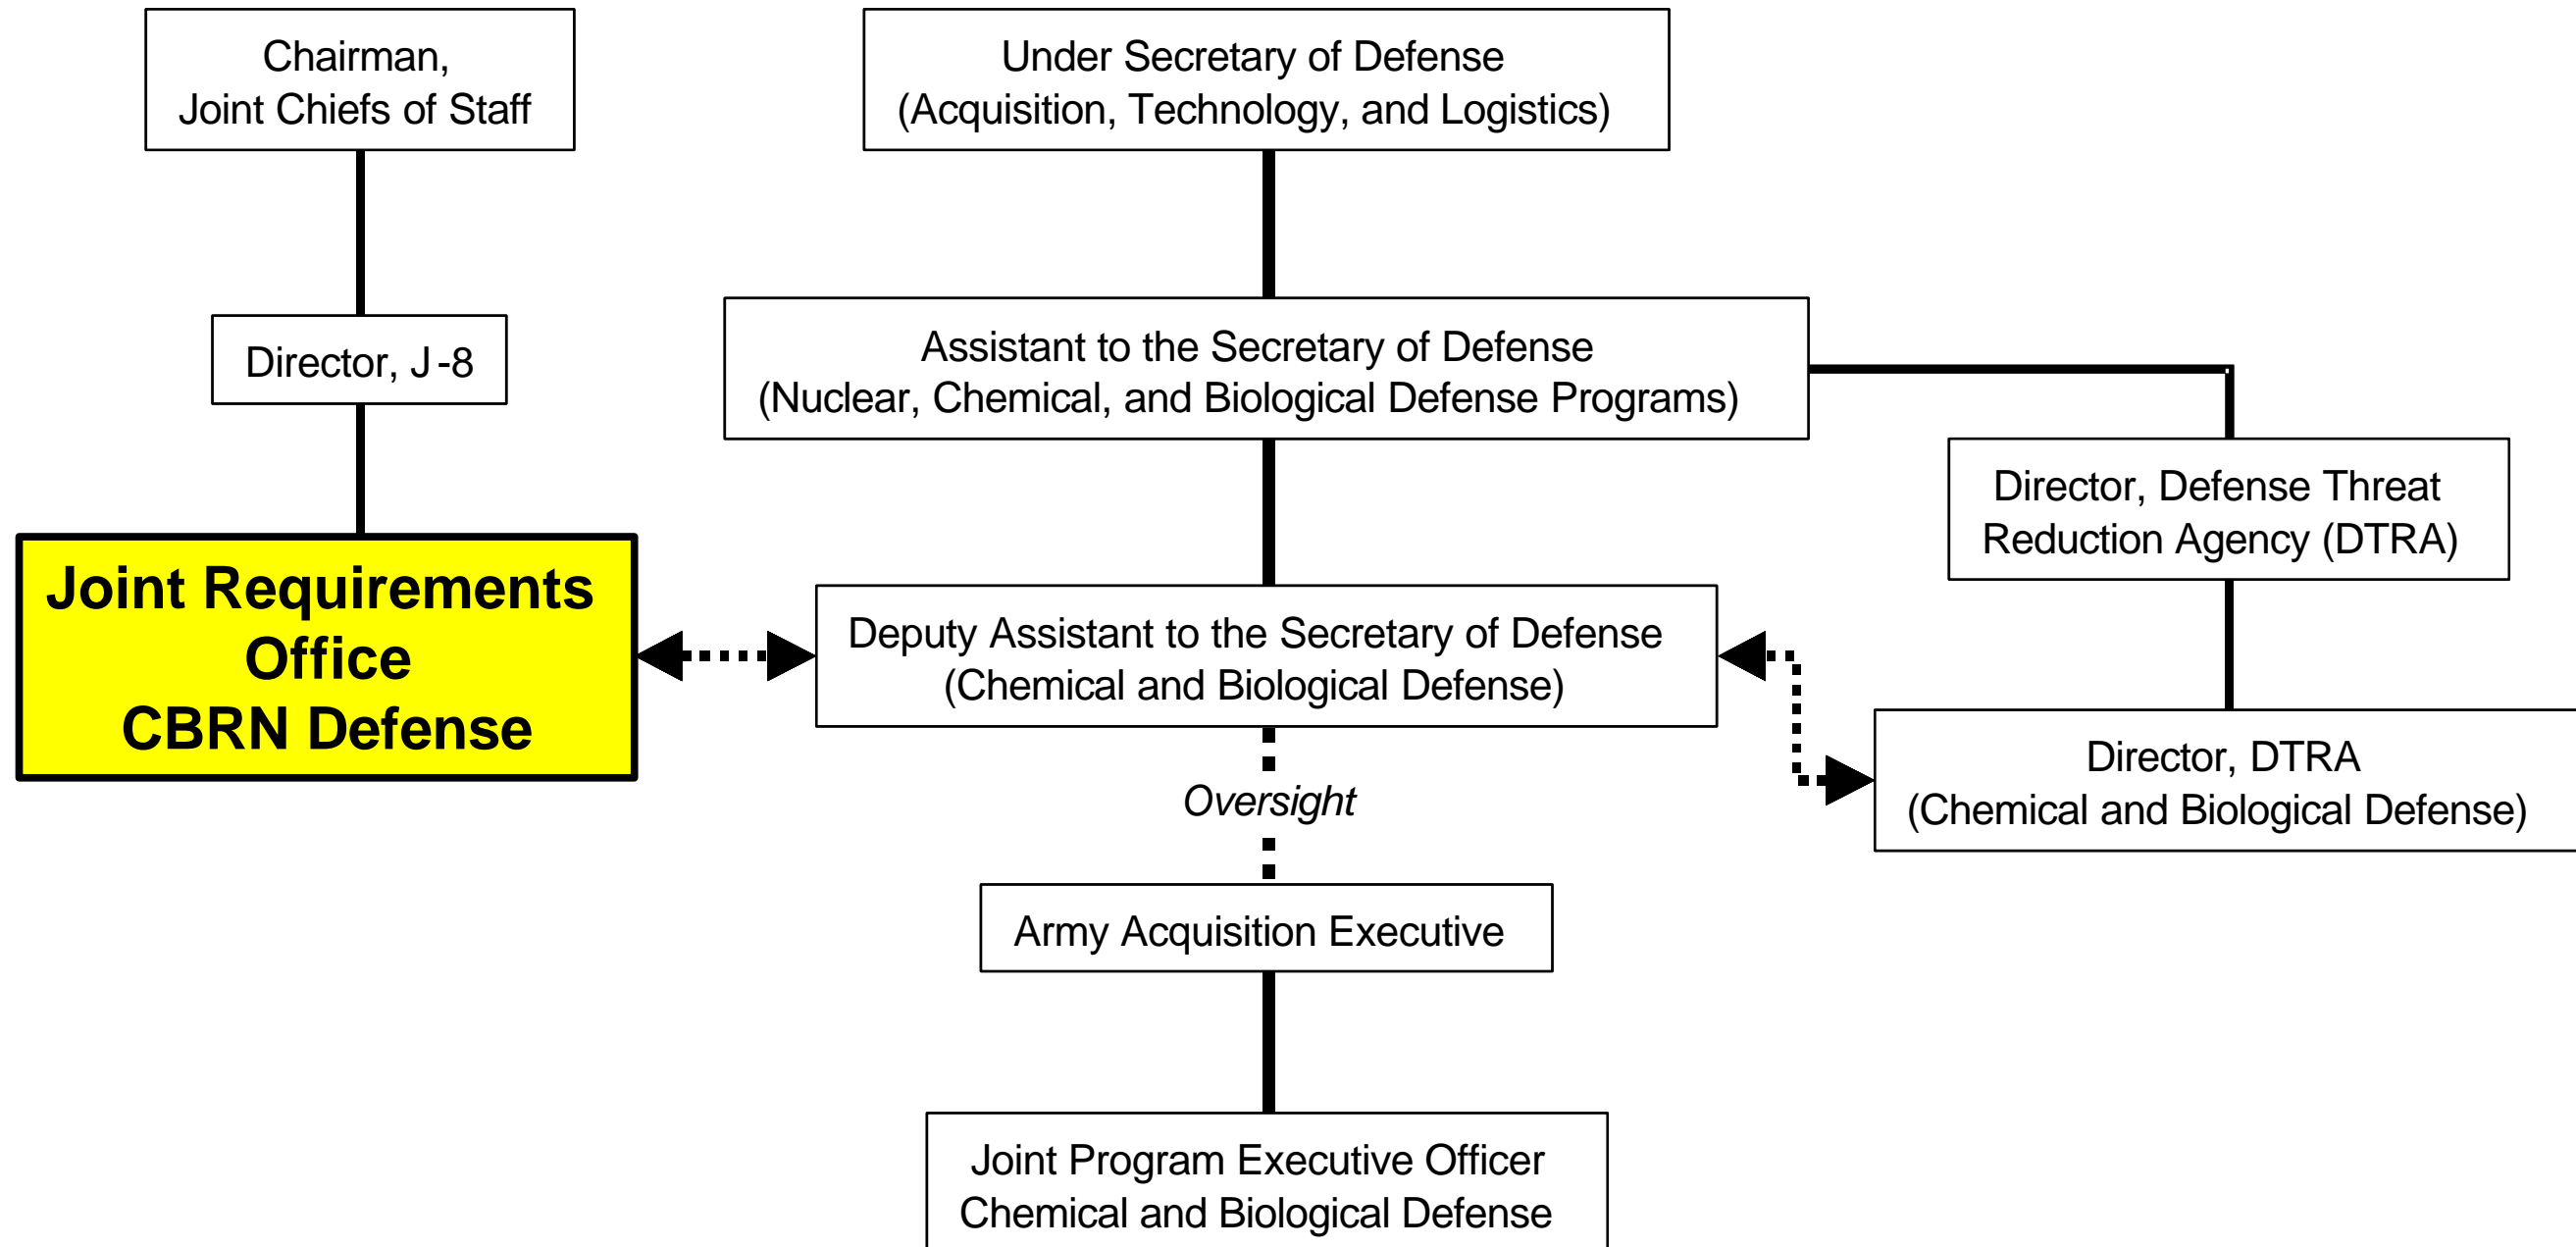 Chairman,
Joint Chiefs of Staff
Under Secretary of Defense
(Acquisition, Technology, and Logistics)
Director, J-8
Assistant to the Secretary of Defense
(Nuclear, Chemical, and Biological Defense Programs)
Director, Defense Threat
Reduction Agency (DTRA)
Joint Requirements
Office
CBRN Defense
Deputy Assistant to the Secretary of Defense
(Chemical and Biological Defense)
Director, DTRA
(Chemical and Biological Defense)
Oversight
Army Acquisition Executive
Joint Program Executive Officer
Chemical and Biological Defense